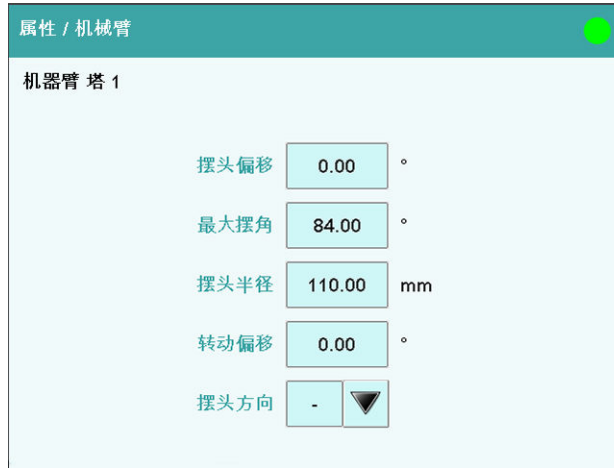 属性 / 机械臂
机器臂 塔 1
摆头偏移 0.00 °
最大摆角 84.00 °
摆头半径 110.00 mm
转动偏移 0.00 °
摆头方向 -